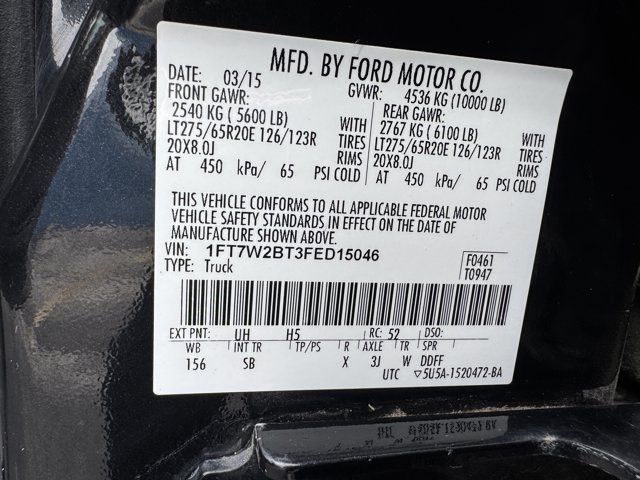 MFD. BY FORD MOTOR CO.
DATE: 03/15 GVWR: 4536 KG (10000 LB)
FRONT GAWR: REAR GAWR:
2540 KG ( 5600 LB) WITH 2767 KG ( 6100 LB) WITH
LT275/65R20E 126/123R TIRES LT275/65R20E 126/123R TIRES
20X8.0J RIMS 20X8.0J RIMS
AT 450 kPa/ 65 PSI COLD AT 450 kPa/ 65 PSI COLD
THIS VEHICLE CONFORMS TO ALL APPLICABLE FEDERAL MOTOR
VEHICLE SAFETY STANDARDS IN EFFECT ON THE DATE OF
MANUFACTURE SHOWN ABOVE.
VIN: 1FT7W2BT3FED15046 F0461
TYPE: Truck T0947
EXT PNT: UH H5 RC: 52 DSO:
WB INT TR TP/PS R AXLE TR SPR
156 SB X 3J W DDFF
UTC ▽5U5A-1520472-BA